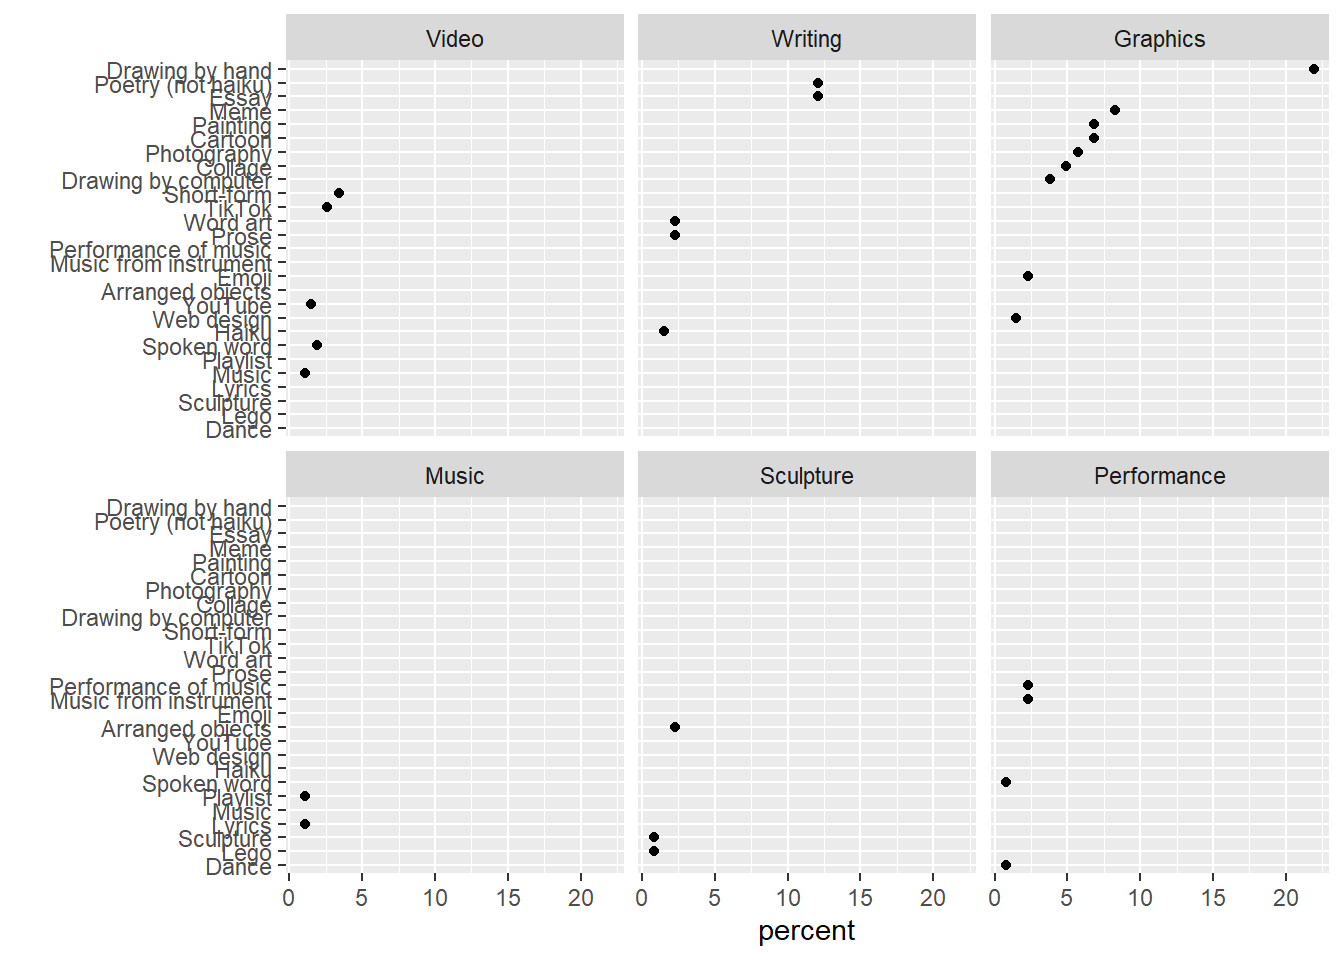 Video Writing Graphics
Drawing by hand
Poetry (not haiku)
Essay
Meme
Painting
Cartoon
Photography
Collage
Drawing by computer
Short-form
TikTok
Word art
Prose
Performance of music
Music from instrument
Emoji
Arranged objects
YouTube
Web design
Haiku
Spoken word
Playlist
Music
Lyrics
Sculpture
Lego
Dance
Music Sculpture Performance
Drawing by hand
Poetry (not haiku)
Essay
Meme
Painting
Cartoon
Photography
Collage
Drawing by computer
Short-form
TikTok
Word art
Prose
Performance of music
Music from instrument
Emoji
Arranged objects
YouTube
Web design
Haiku
Spoken word
Playlist
Music
Lyrics
Sculpture
Lego
Dance
0 5 10 15 20 0 5 10 15 20 0 5 10 15 20
percent